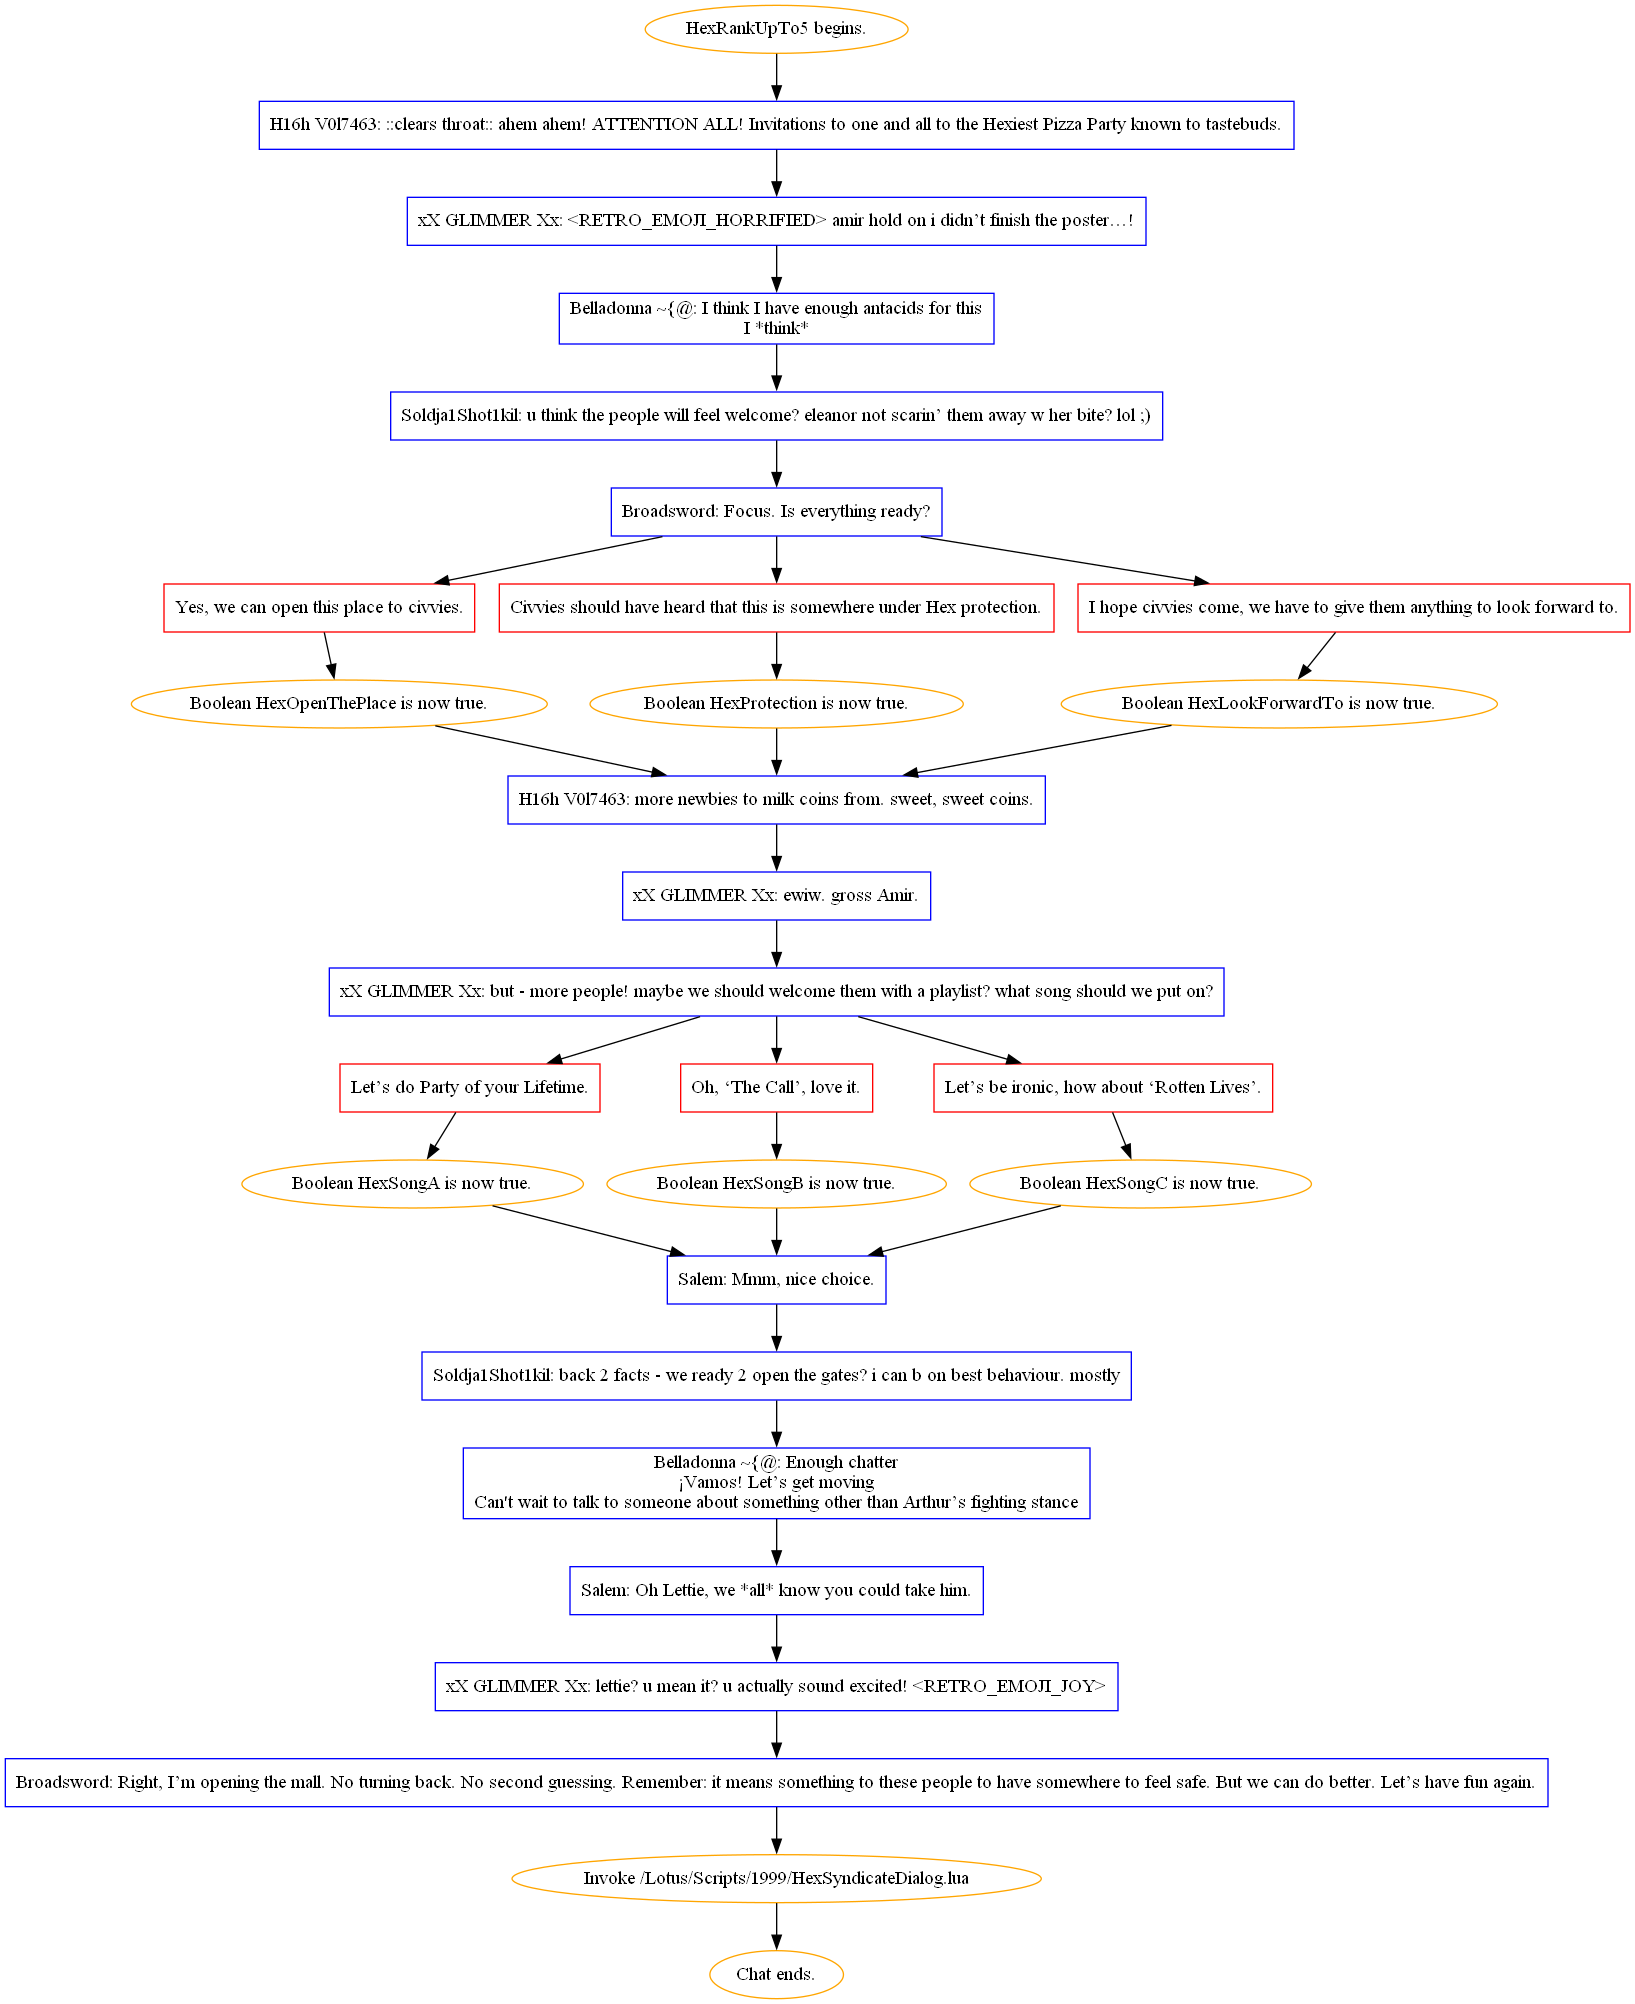 HexRankUpTo5 begins.
H16h V0l7463: ::clears throat:: ahem ahem! ATTENTION ALL! Invitations to one and all to the Hexiest Pizza Party known to tastebuds.
xX GLIMMER Xx: <RETRO_EMOJI_HORRIFIED> amir hold on i didn’t finish the poster…!
Belladonna ~{@: I think I have enough antacids for this
I *think*
Soldja1Shot1kil: u think the people will feel welcome? eleanor not scarin’ them away w her bite? lol ;)
Broadsword: Focus. Is everything ready?
Yes, we can open this place to civvies.
Civvies should have heard that this is somewhere under Hex protection.
I hope civvies come, we have to give them anything to look forward to.
Boolean HexOpenThePlace is now true.
Boolean HexProtection is now true.
Boolean HexLookForwardTo is now true.
H16h V0l7463: more newbies to milk coins from. sweet, sweet coins.
xX GLIMMER Xx: ewiw. gross Amir.
xX GLIMMER Xx: but - more people! maybe we should welcome them with a playlist? what song should we put on?
Let’s do Party of your Lifetime.
Oh, ‘The Call’, love it.
Let’s be ironic, how about ‘Rotten Lives’.
Boolean HexSongA is now true.
Boolean HexSongB is now true.
Boolean HexSongC is now true.
Salem: Mmm, nice choice.
Soldja1Shot1kil: back 2 facts - we ready 2 open the gates? i can b on best behaviour. mostly
Belladonna ~{@: Enough chatter
¡Vamos! Let’s get moving
Can't wait to talk to someone about something other than Arthur’s fighting stance
Salem: Oh Lettie, we *all* know you could take him.
xX GLIMMER Xx: lettie? u mean it? u actually sound excited! <RETRO_EMOJI_JOY>
Broadsword: Right, I’m opening the mall. No turning back. No second guessing. Remember: it means something to these people to have somewhere to feel safe. But we can do better. Let’s have fun again.
Invoke /Lotus/Scripts/1999/HexSyndicateDialog.lua
Chat ends.